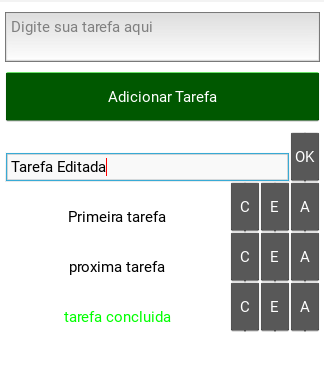 Digite sua tarefa aqui
Adicionar Tarefa
Tarefa Editada OK
Primeira tarefa C E A
proxima tarefa C E A
tarefa concluida C E A